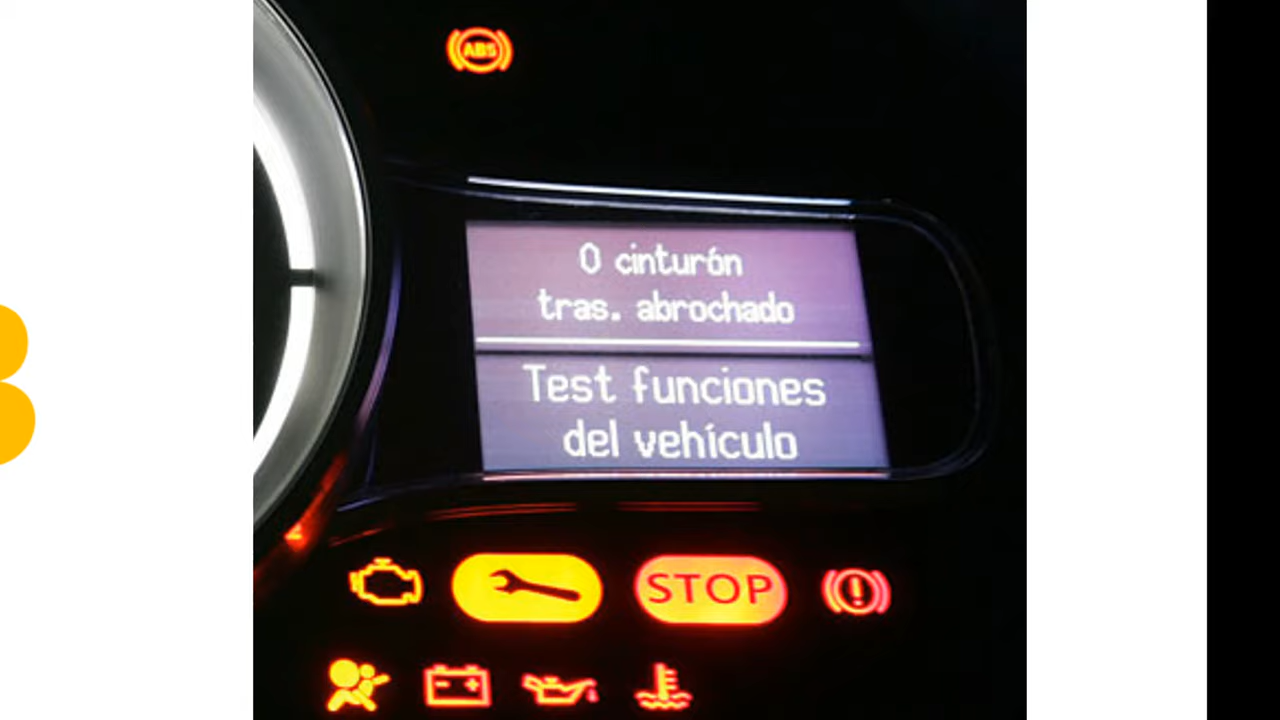 ABS
0 cinturón
tras. abrochado
Test funciones
del vehículo
STOP